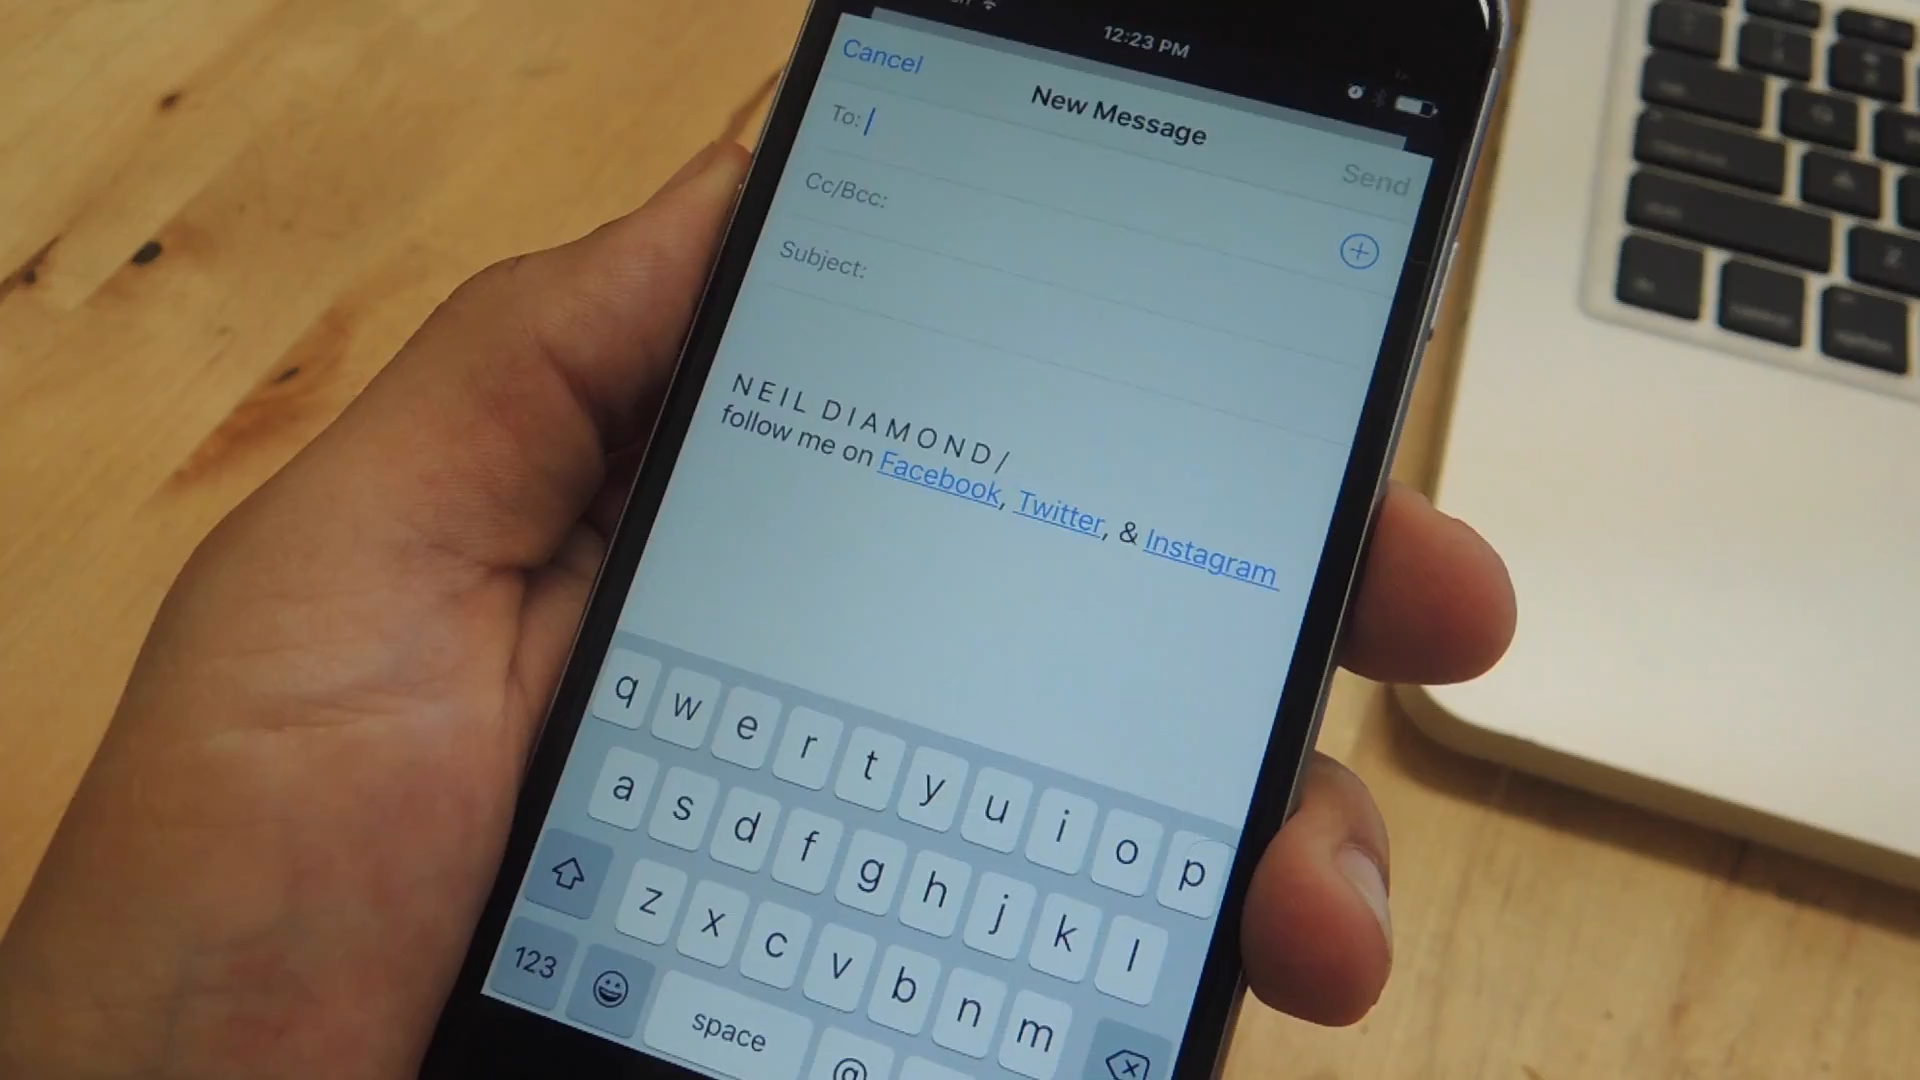 12:23 PM
Cancel
New Message
Send
To:
Cc/Bcc:
Subject:
NEIL DIAMOND/
follow me on Facebook, Twitter, & Instagram
q w e r t y u i o p
a s d f g h j k l
z x c v b n m
123 space @